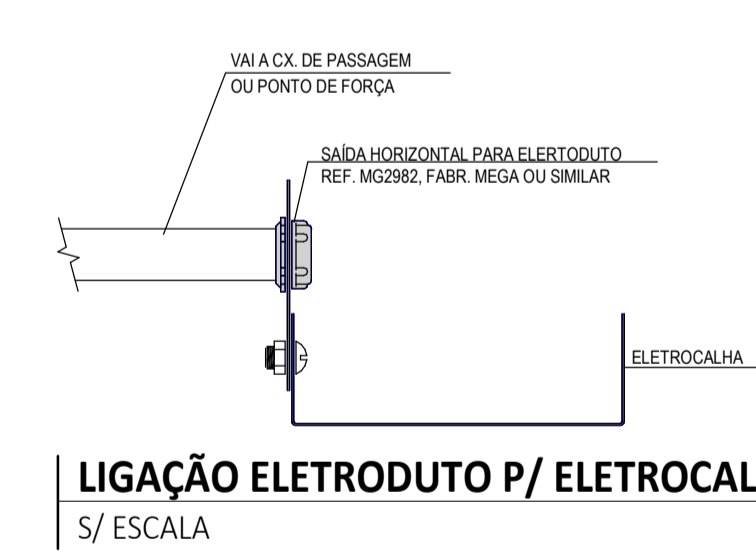 VAI A CX. DE PASSAGEM
OU PONTO DE FORÇA
SAÍDA HORIZONTAL PARA ELERTODUTO
REF. MG2982, FABR. MEGA OU SIMILAR
ELETROCALHA
LIGAÇÃO ELETRODUTO P/ ELETROCAL
S/ ESCALA